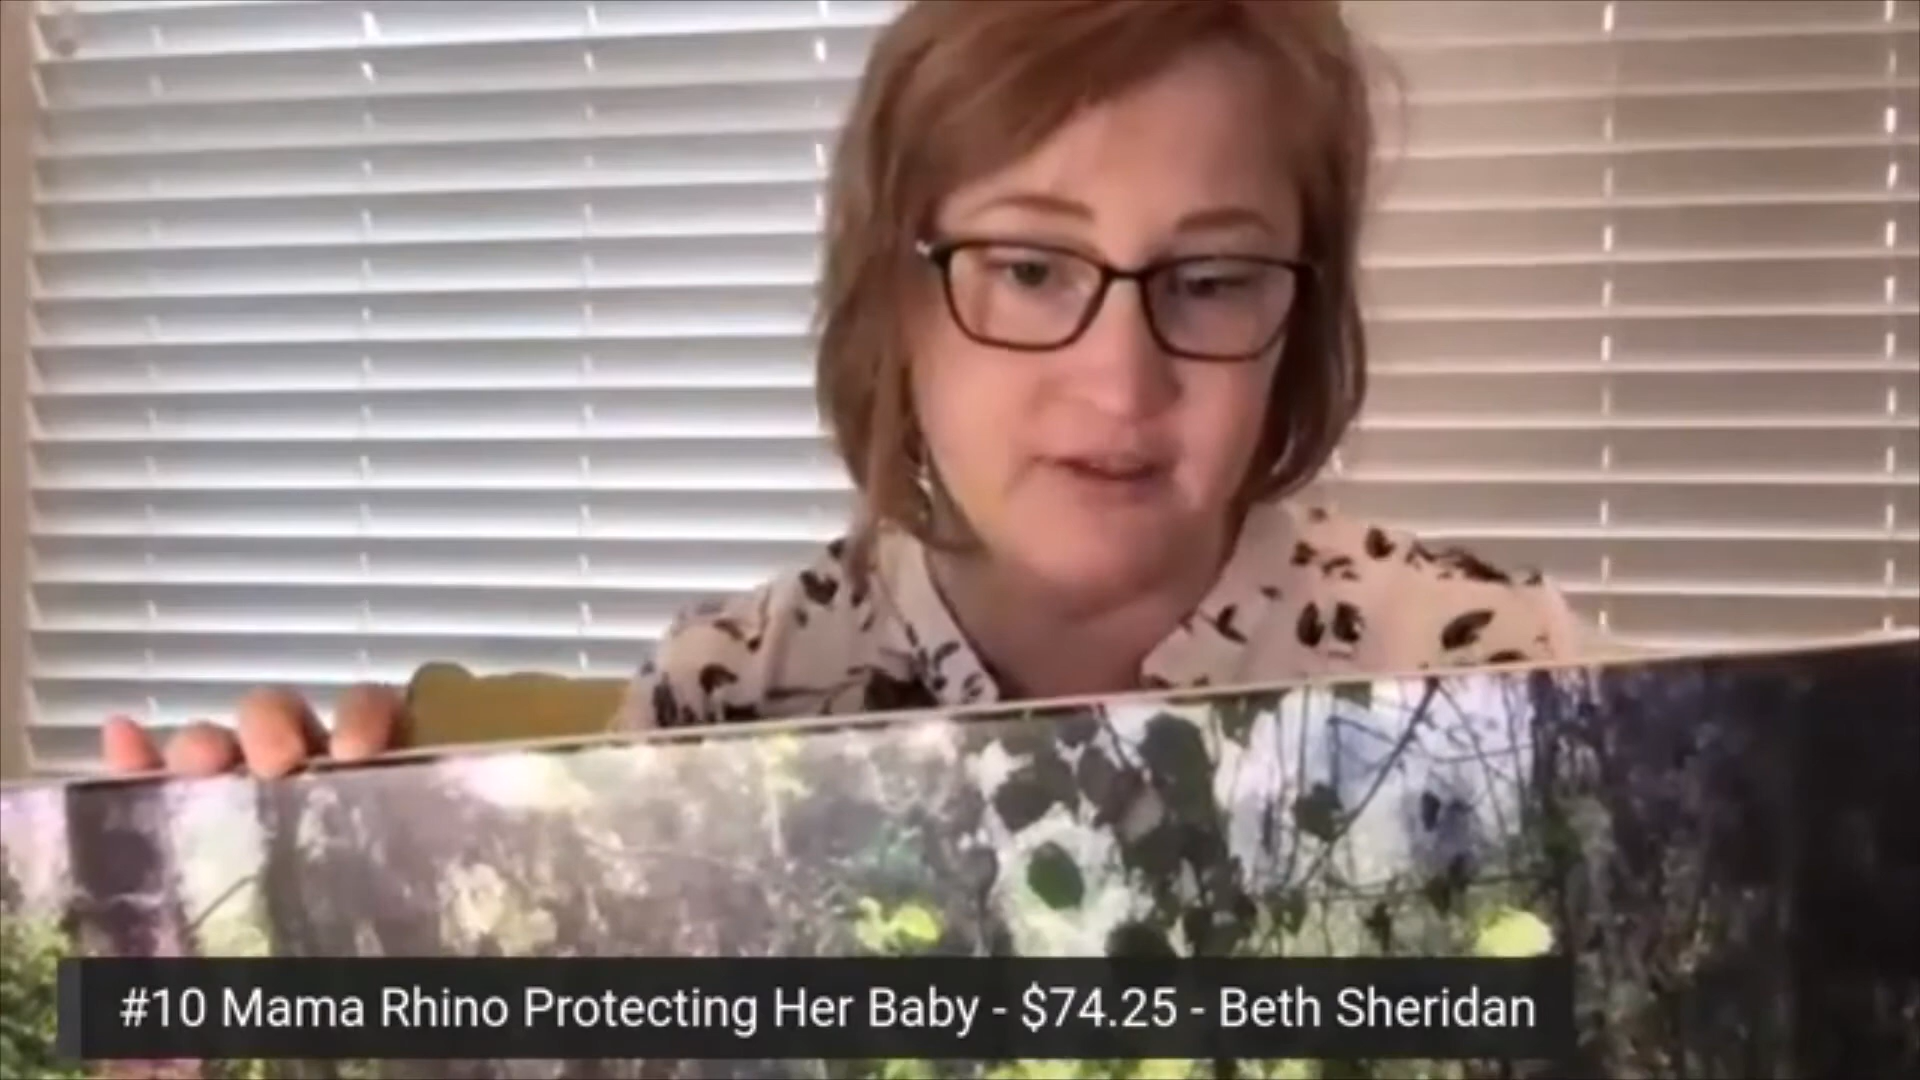 #10 Mama Rhino Protecting Her Baby - $74.25 - Beth Sheridan